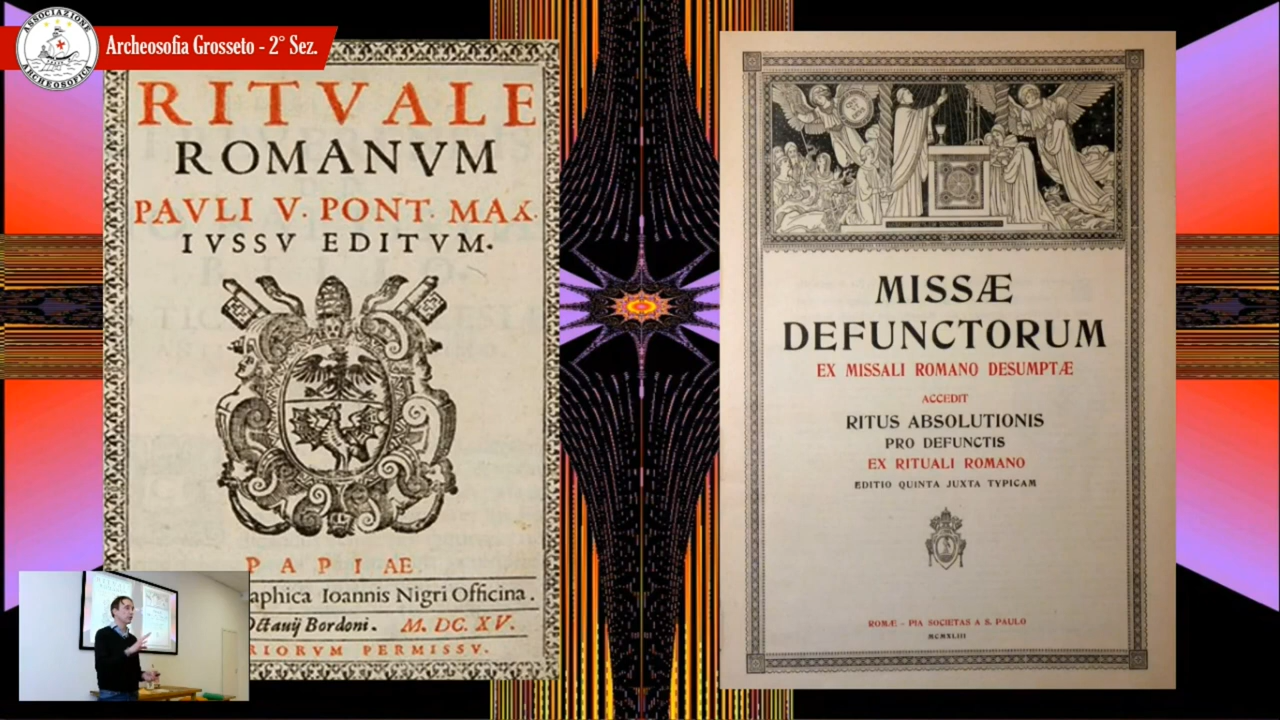 ASSOCIAZIONE
ARCHEOSOFICA
Archeosofia Grosseto - 2° Sez.
RITVALE
ROMANVM
PAVLI V. PONT. MAX.
IVSSV EDITVM.
PAPIAE.
aphica Ioannis Nigri Officina.
Octauij Bordoni. M. DC. XV.
RIORVM PERMISSV.
MISSÆ
DEFUNCTORUM
EX MISSALI ROMANO DESUMPTÆ
ACCEDIT
RITUS ABSOLUTIONIS
PRO DEFUNCTIS
EX RITUALI ROMANO
EDITIO QUINTA JUXTA TYPICAM
ROMÆ - PIA SOCIETAS A S. PAULO
MCMXLIII